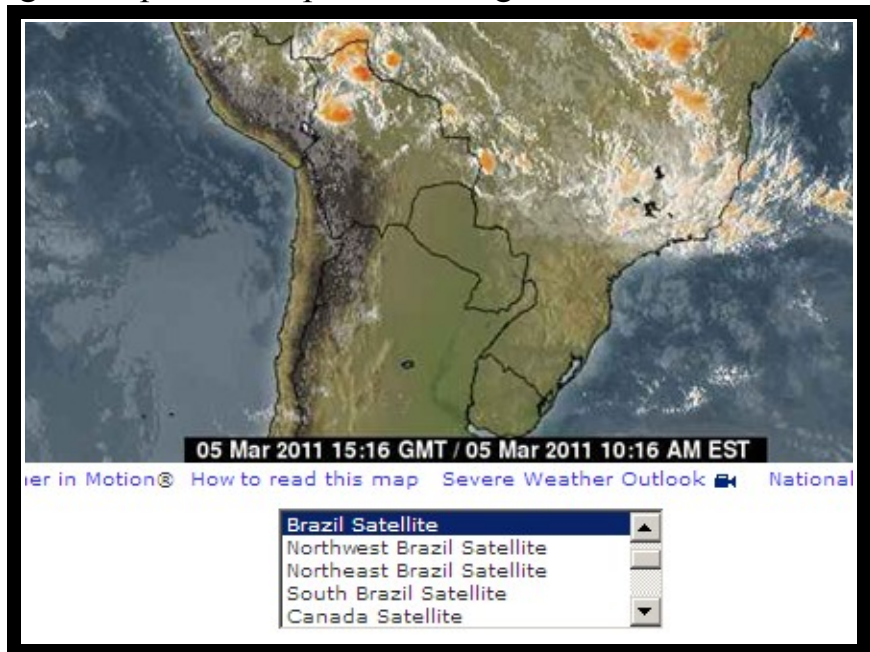 05 Mar 2011 15:16 GMT / 05 Mar 2011 10:16 AM EST
in Motion® How to read this map Severe Weather Outlook National
Brazil Satellite
Northwest Brazil Satellite
Northeast Brazil Satellite
South Brazil Satellite
Canada Satellite